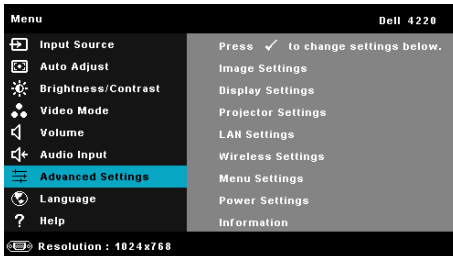 Menu
Dell 4220
Input Source
Auto Adjust
Brightness/Contrast
Video Mode
Volume
Audio Input
Advanced Settings
Language
? Help
Press ✓ to change settings below.
Image Settings
Display Settings
Projector Settings
LAN Settings
Wireless Settings
Menu Settings
Power Settings
Information
Resolution : 1024x768